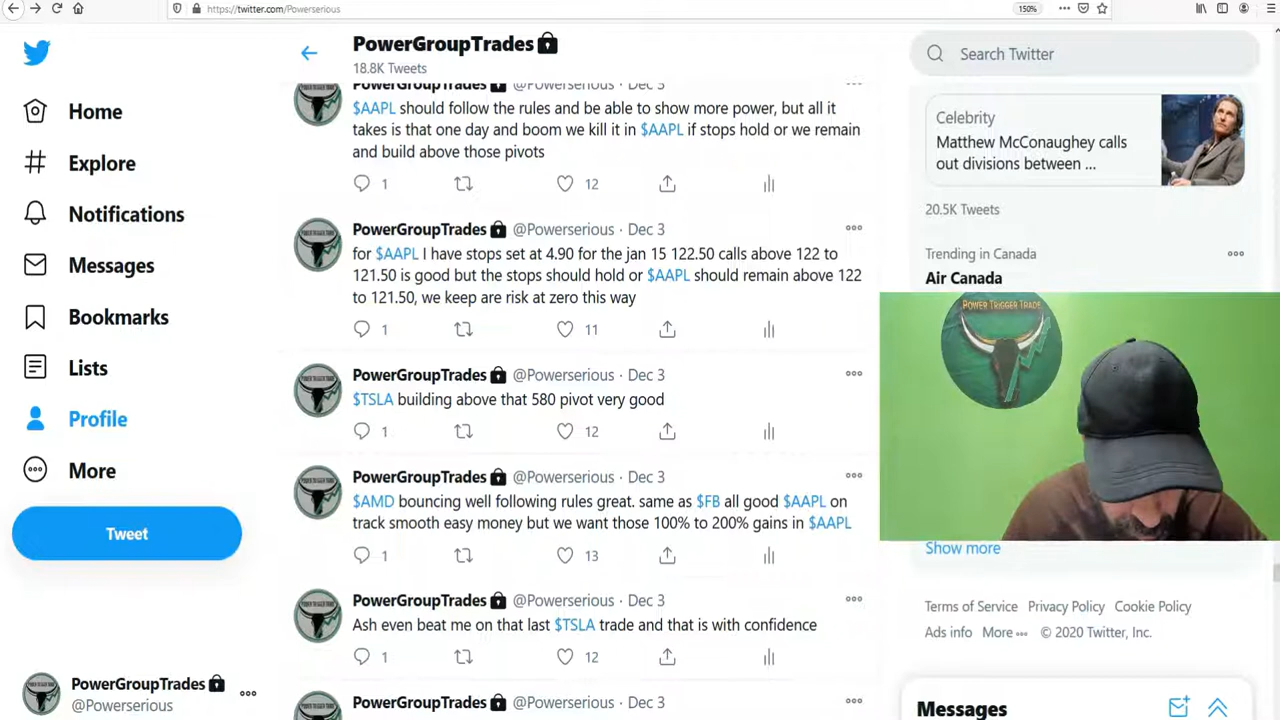 https://twitter.com/Powerserious
150%
PowerGroupTrades
18.8K Tweets
Search Twitter
Home
Explore
Notifications
Messages
Bookmarks
Lists
Profile
More
Tweet
PowerGroupTrades
@Powerserious
PowerGroupTrades @Powerserious · Dec 3
$AAPL should follow the rules and be able to show more power, but all it
takes is that one day and boom we kill it in $AAPL if stops hold or we remain
and build above those pivots
1 12
PowerGroupTrades @Powerserious · Dec 3
for $AAPL I have stops set at 4.90 for the jan 15 122.50 calls above 122 to
121.50 is good but the stops should hold or $AAPL should remain above 122
to 121.50, we keep are risk at zero this way
1 11
PowerGroupTrades @Powerserious · Dec 3
$TSLA building above that 580 pivot very good
1 12
PowerGroupTrades @Powerserious · Dec 3
$AMD bouncing well following rules great. same as $FB all good $AAPL on
track smooth easy money but we want those 100% to 200% gains in $AAPL
1 13
PowerGroupTrades @Powerserious · Dec 3
Ash even beat me on that last $TSLA trade and that is with confidence
1 12
PowerGroupTrades @Powerserious · Dec 3
Celebrity
Matthew McConaughey calls
out divisions between ...
20.5K Tweets
Trending in Canada
Air Canada
POWER TRIGGER TRADE
Show more
Terms of Service Privacy Policy Cookie Policy
Ads info More © 2020 Twitter, Inc.
Messages